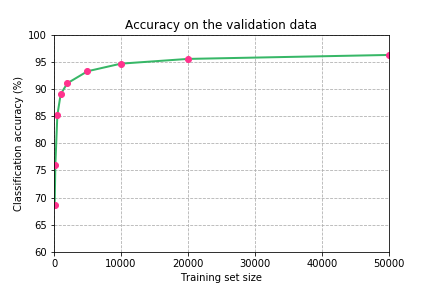 Accuracy on the validation data
Classification accuracy (%)
100
95
90
85
80
75
70
65
60
0 10000 20000 30000 40000 50000
Training set size